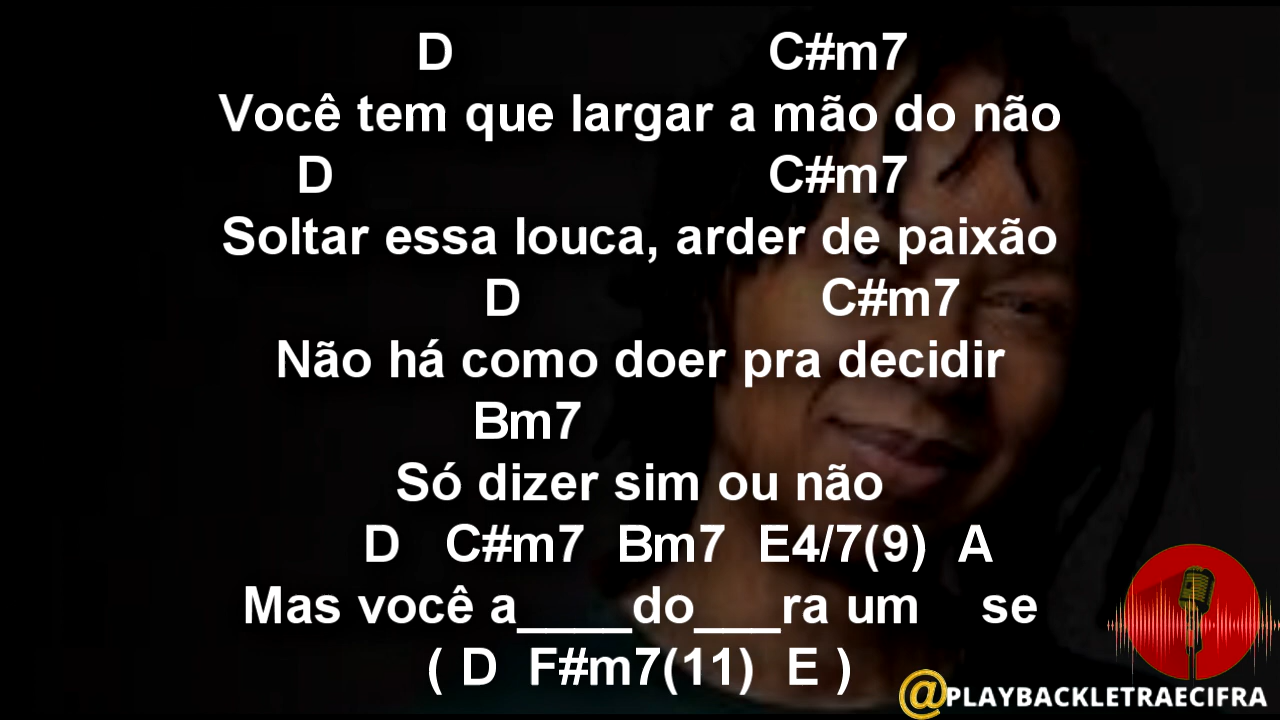 D C#m7
Você tem que largar a mão do não
D C#m7
Soltar essa louca, arder de paixão
D C#m7
Não há como doer pra decidir
Bm7
Só dizer sim ou não
D C#m7 Bm7 E4/7(9) A
Mas você a____do___ra um se
( D F#m7(11) E )
@PLAYBACKLETRAECIFRA